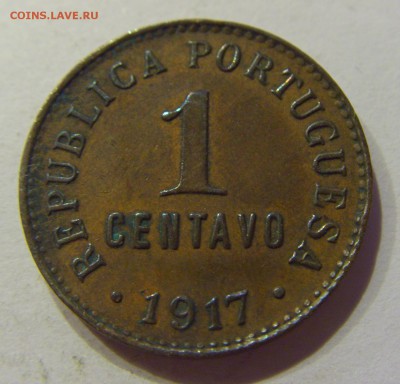 COINS.LAVE.RU
REPUBLICA PORTUGUESA
1
CENTAVO
• 1917 •